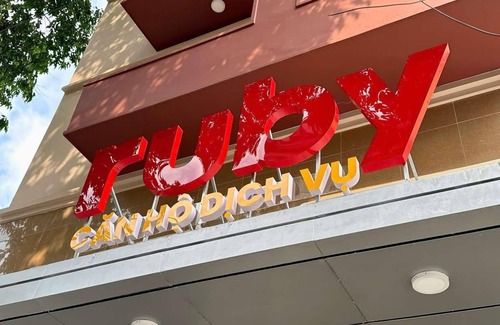 ruby
CĂN HỘ DỊCH VỤ